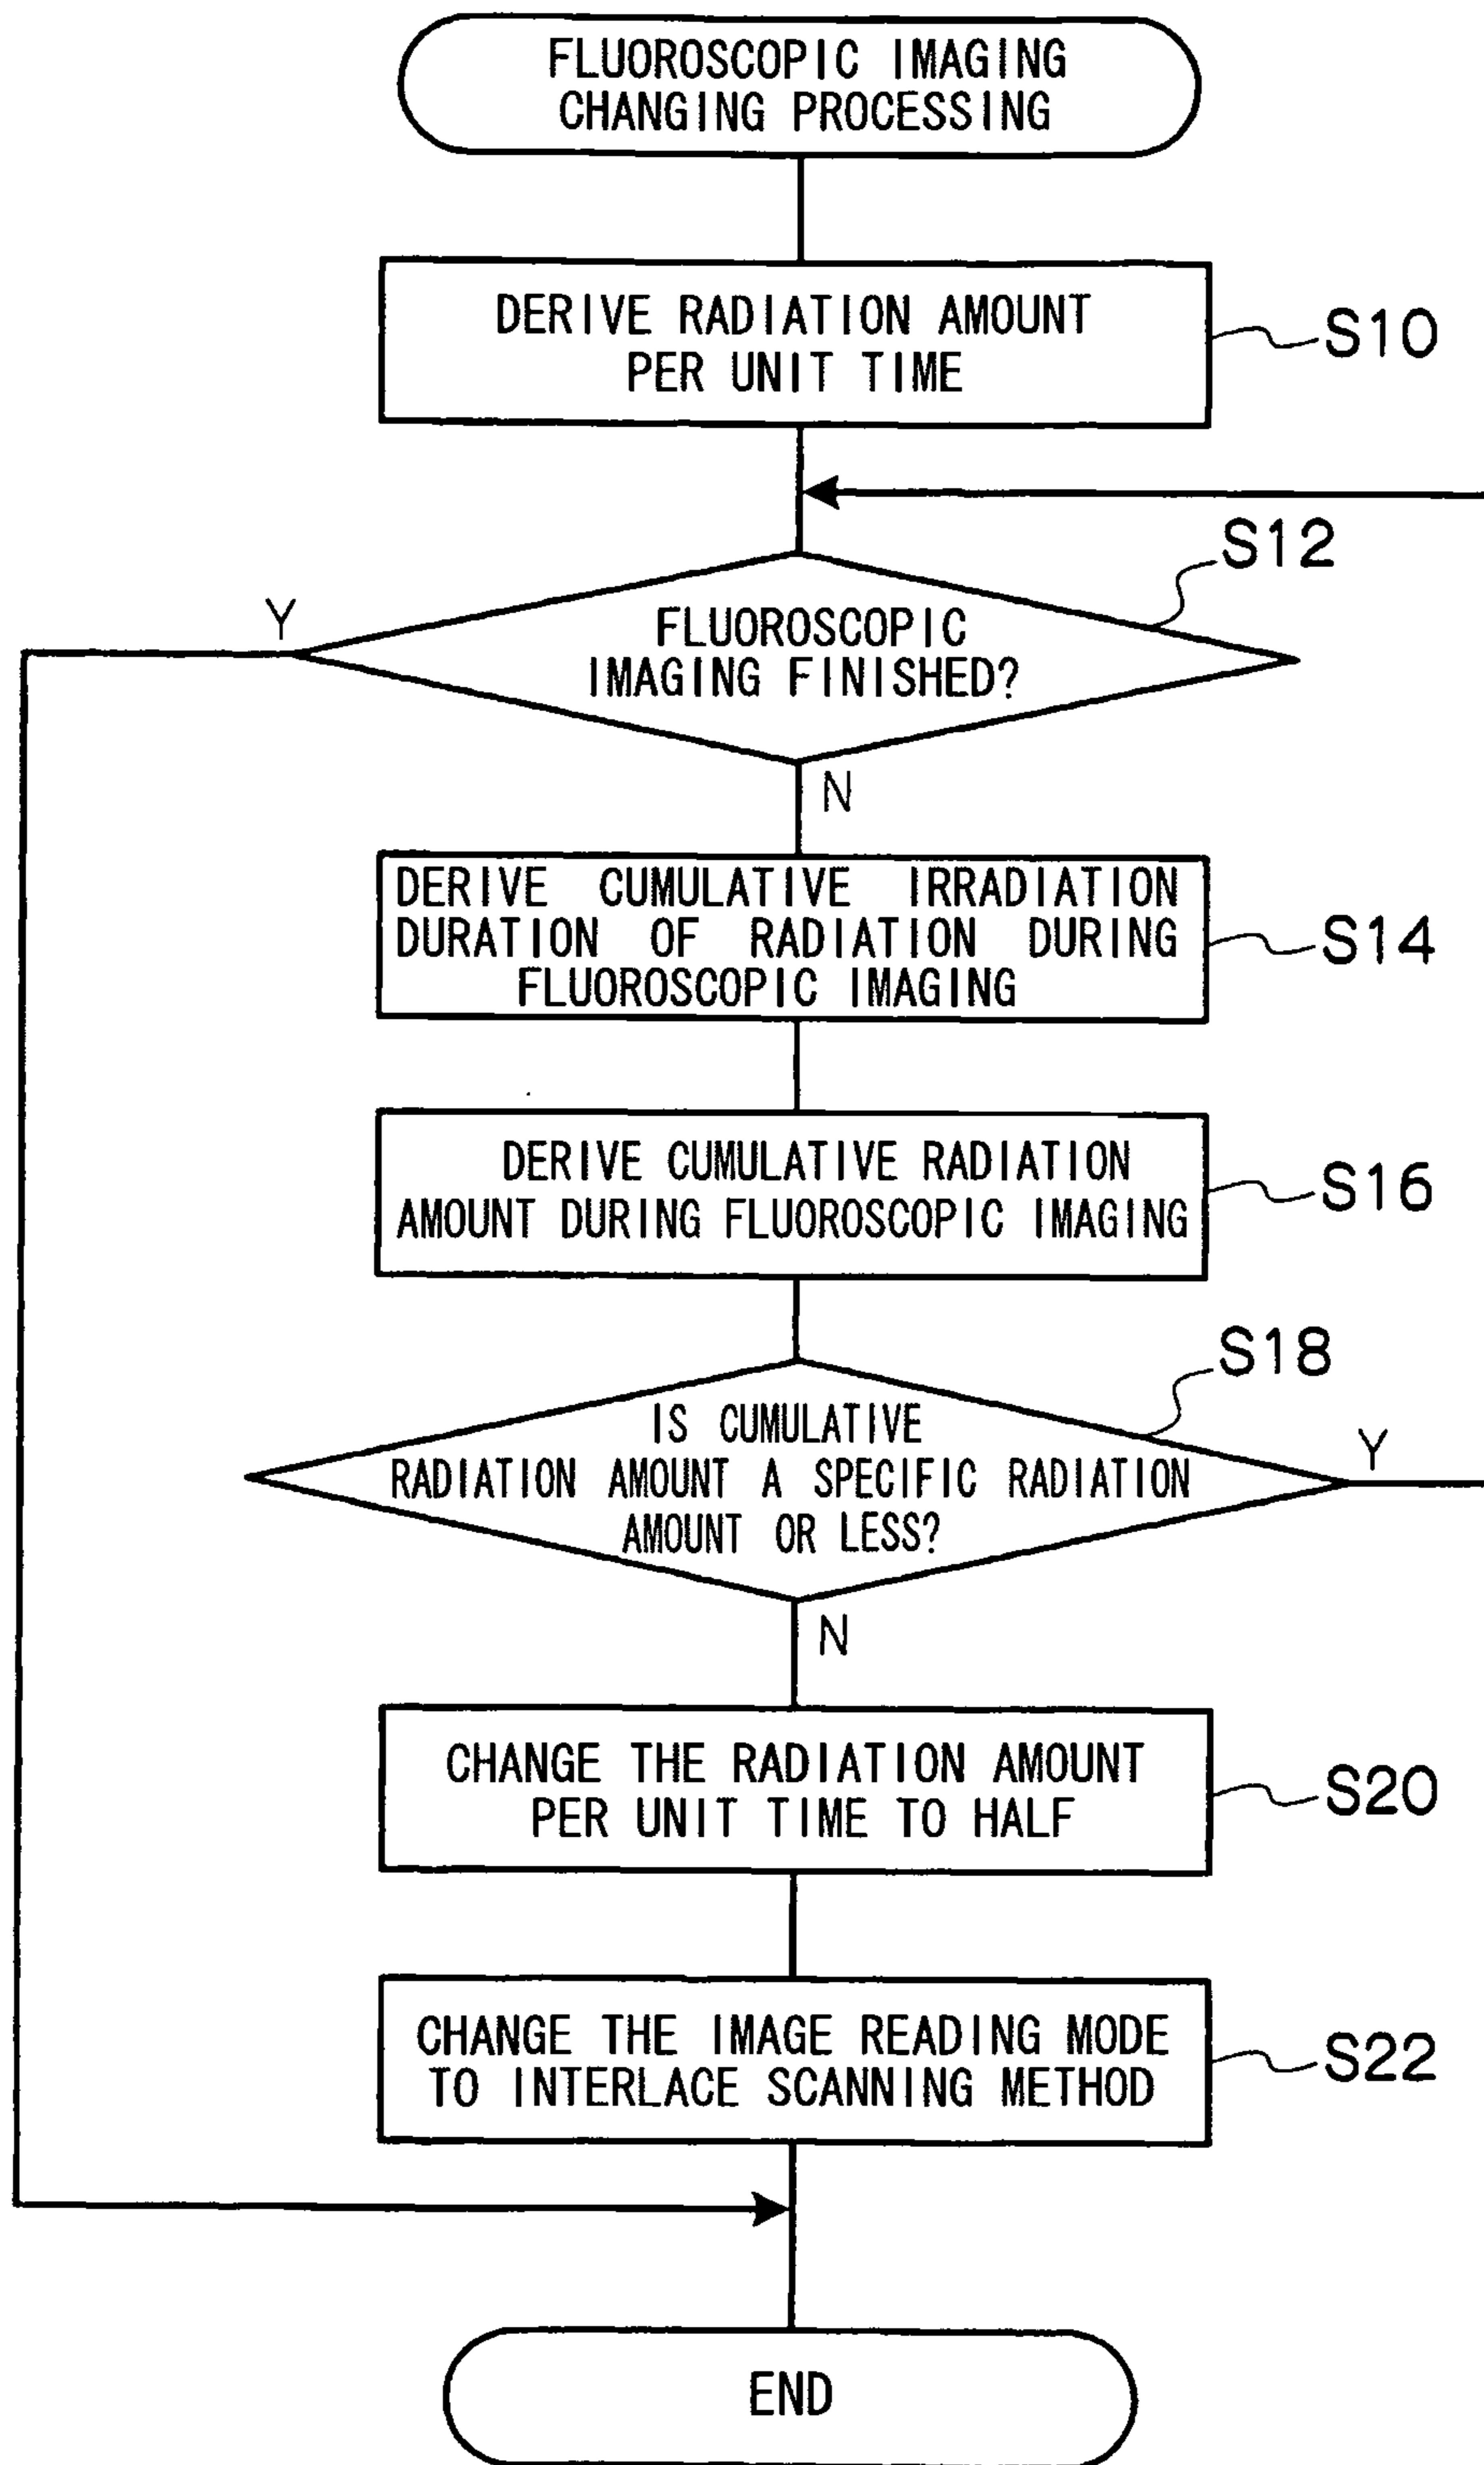 FLUOROSCOPIC IMAGING
CHANGING PROCESSING
DERIVE RADIATION AMOUNT
PER UNIT TIME
S10
S12
Y
FLUOROSCOPIC
IMAGING FINISHED?
N
DERIVE CUMULATIVE IRRADIATION
DURATION OF RADIATION DURING
FLUOROSCOPIC IMAGING
S14
DERIVE CUMULATIVE RADIATION
AMOUNT DURING FLUOROSCOPIC IMAGING
S16
S18
IS CUMULATIVE
RADIATION AMOUNT A SPECIFIC RADIATION
AMOUNT OR LESS?
Y
N
CHANGE THE RADIATION AMOUNT
PER UNIT TIME TO HALF
S20
CHANGE THE IMAGE READING MODE
TO INTERLACE SCANNING METHOD
S22
END